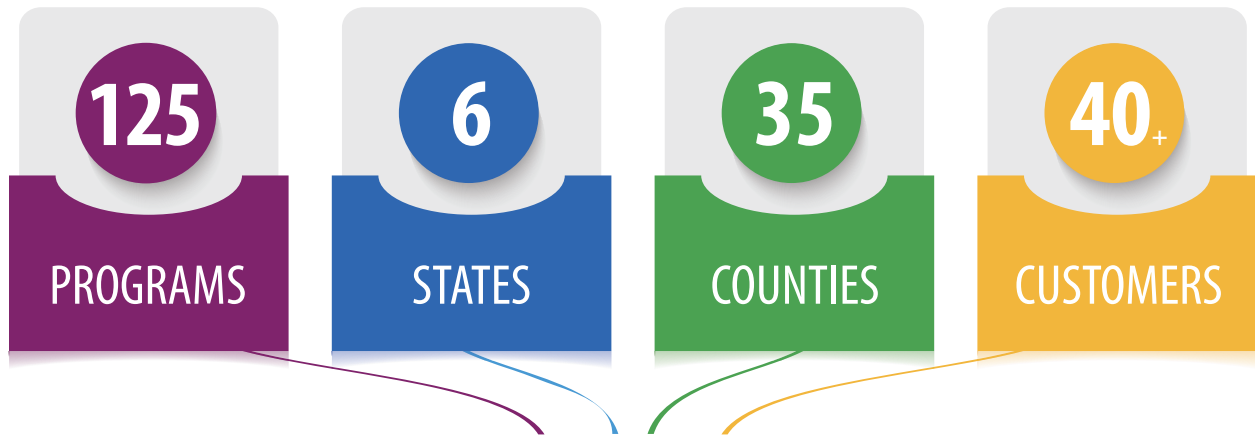 125
PROGRAMS
6
STATES
35
COUNTIES
40+
CUSTOMERS